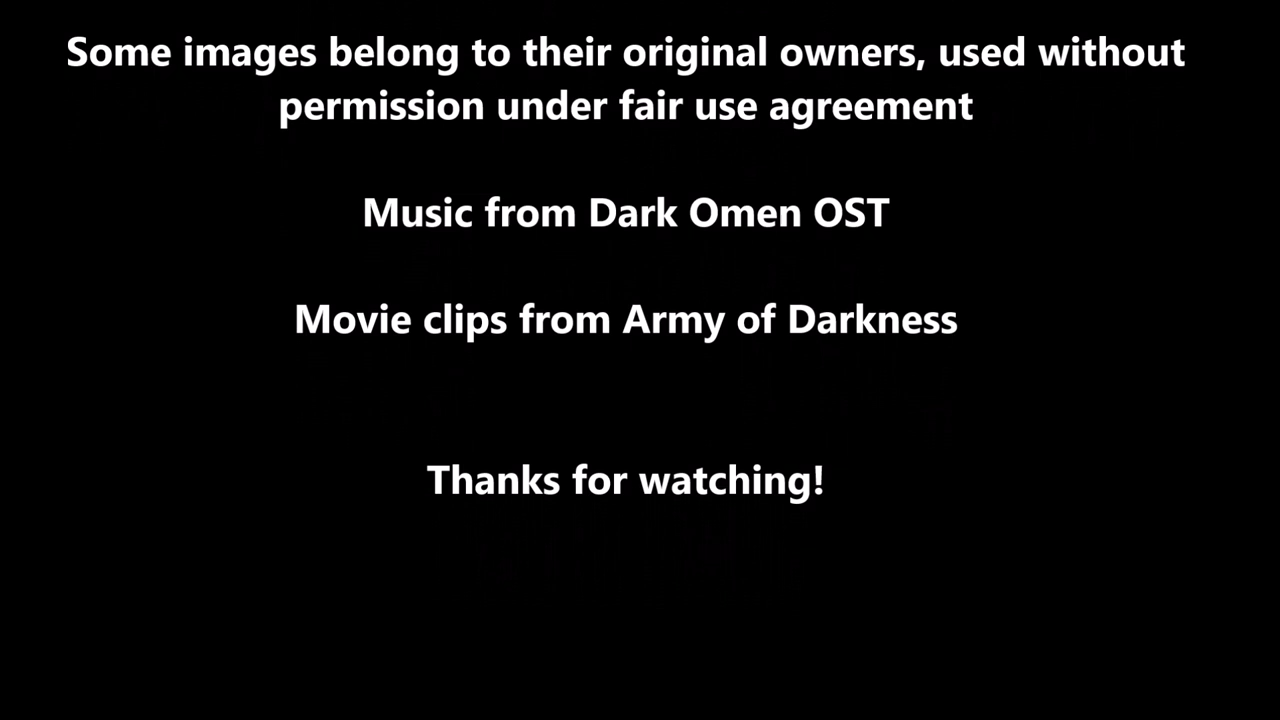 Some images belong to their original owners, used without
permission under fair use agreement
Music from Dark Omen OST
Movie clips from Army of Darkness
Thanks for watching!